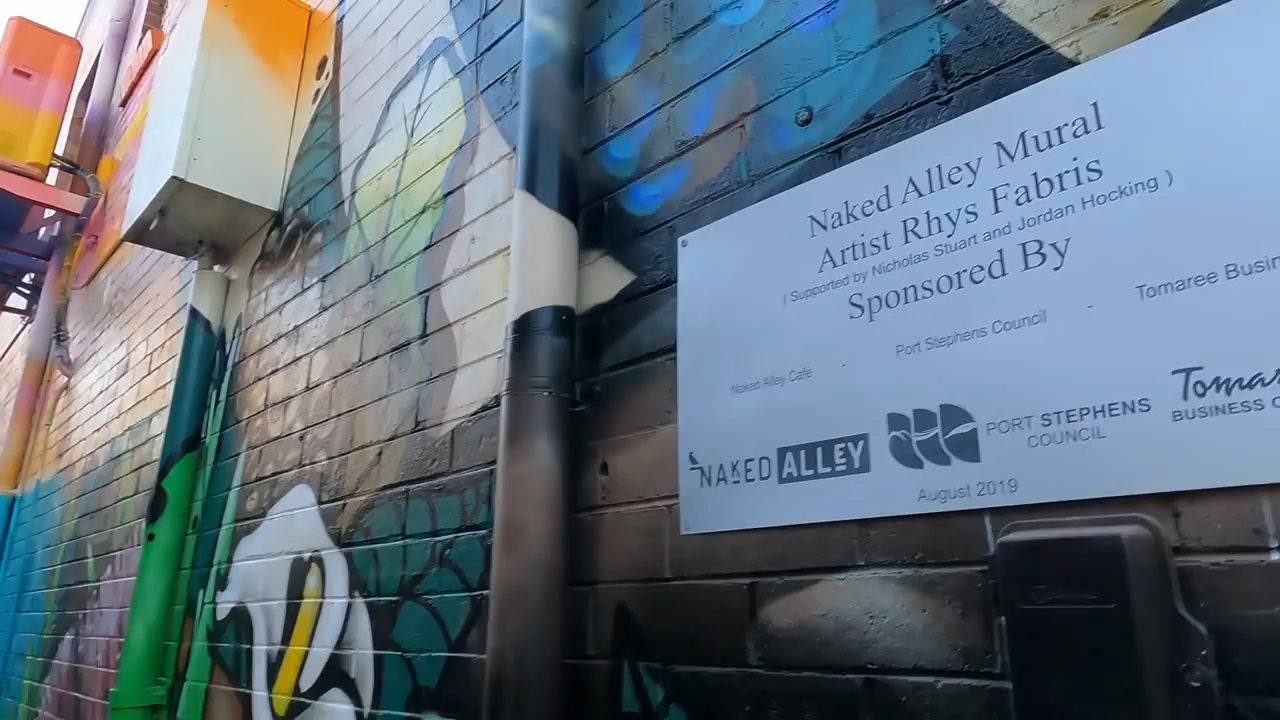 Naked Alley Mural
Artist Rhys Fabris
( Supported by Nicholas Stuart and Jordan Hocking )
Sponsored By
Naked Alley Café - Port Stephens Council - Tomaree
NAKED ALLEY
PORT STEPHENS
COUNCIL
BUSINESS
August 2019